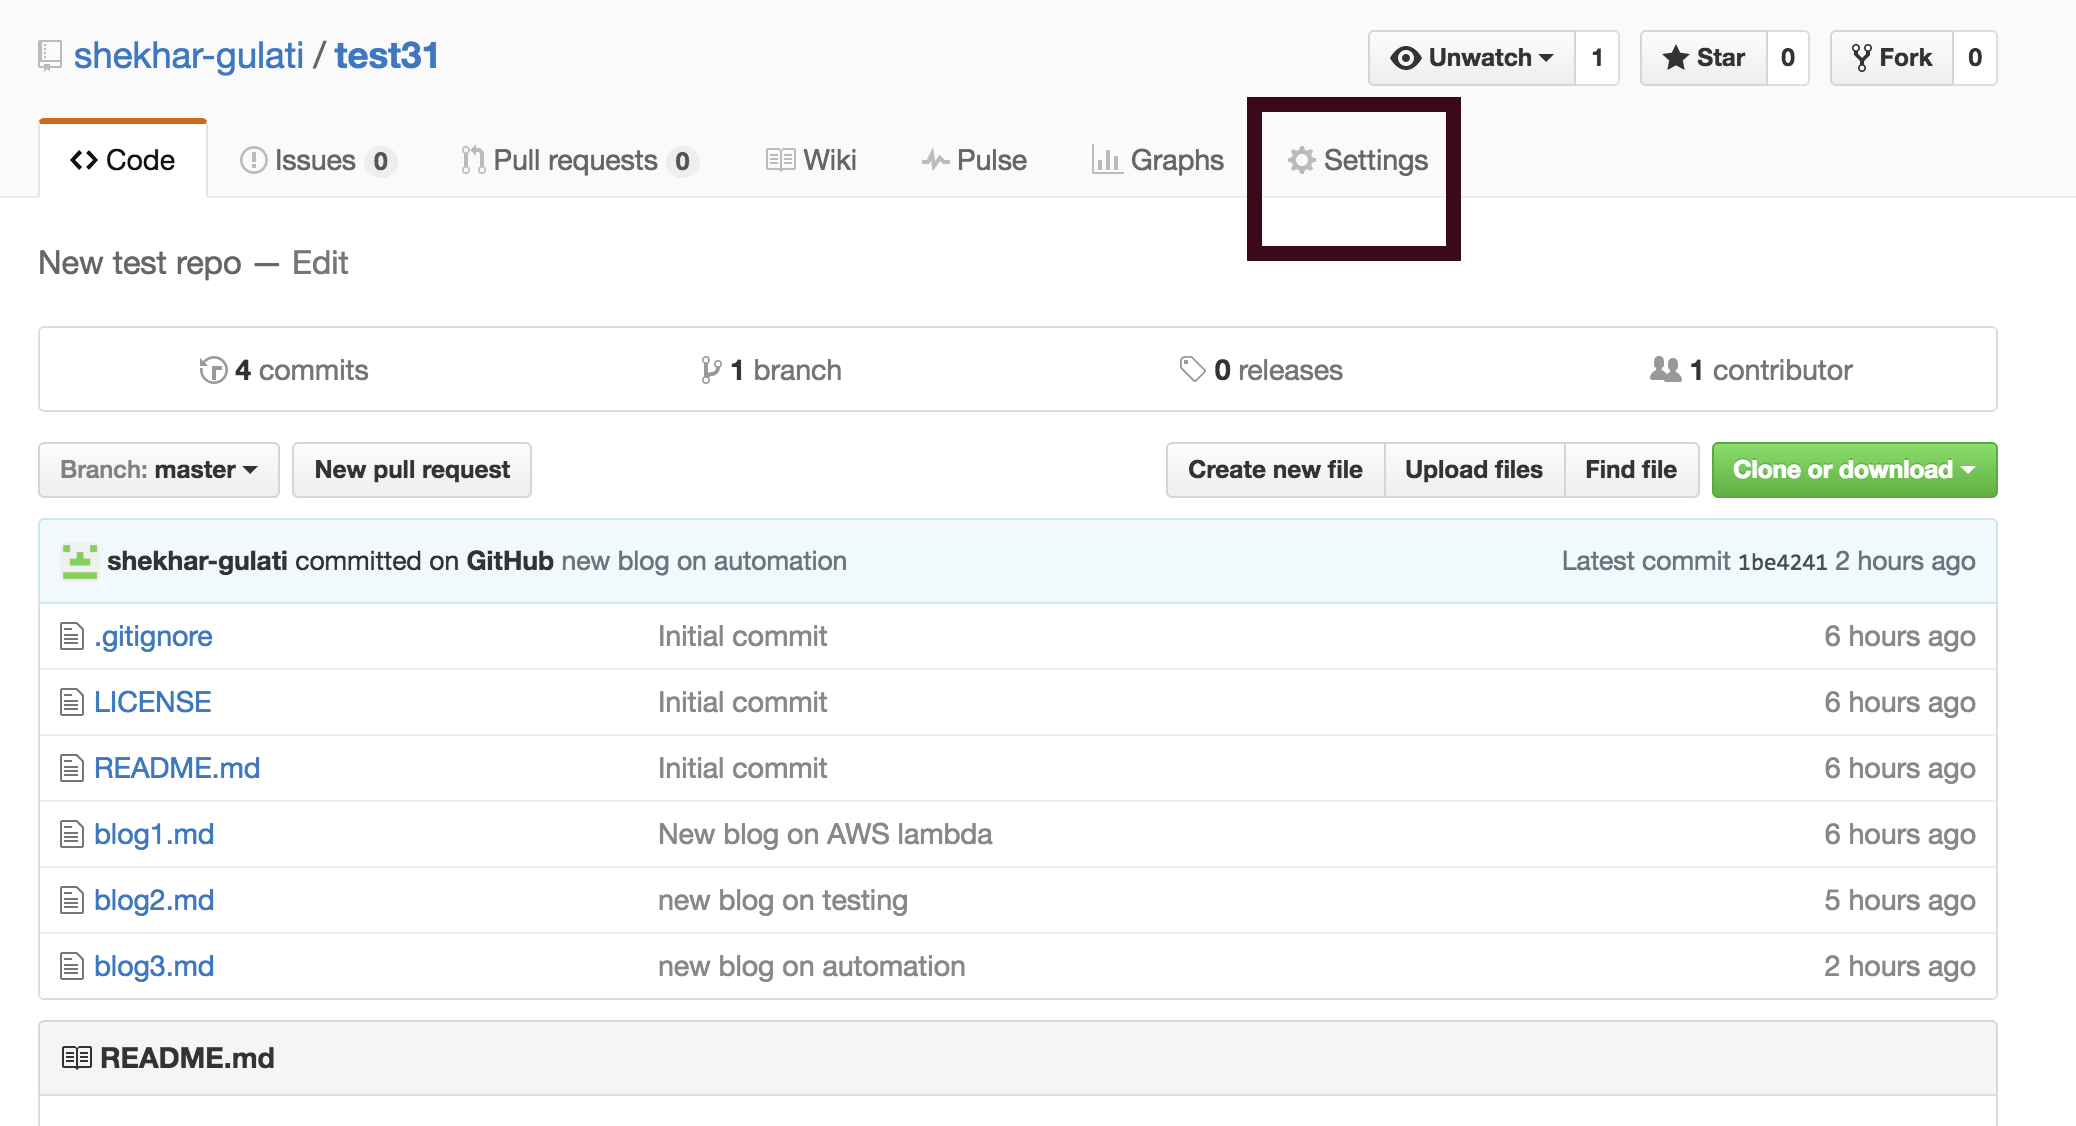 shekhar-gulati / test31
Unwatch 1 Star 0 Fork 0
Code Issues 0 Pull requests 0 Wiki Pulse Graphs Settings
New test repo — Edit
4 commits 1 branch 0 releases 1 contributor
Branch: master New pull request Create new file Upload files Find file Clone or download
shekhar-gulati committed on GitHub new blog on automation Latest commit 1be4241 2 hours ago
.gitignore Initial commit 6 hours ago
LICENSE Initial commit 6 hours ago
README.md Initial commit 6 hours ago
blog1.md New blog on AWS lambda 6 hours ago
blog2.md new blog on testing 5 hours ago
blog3.md new blog on automation 2 hours ago
README.md